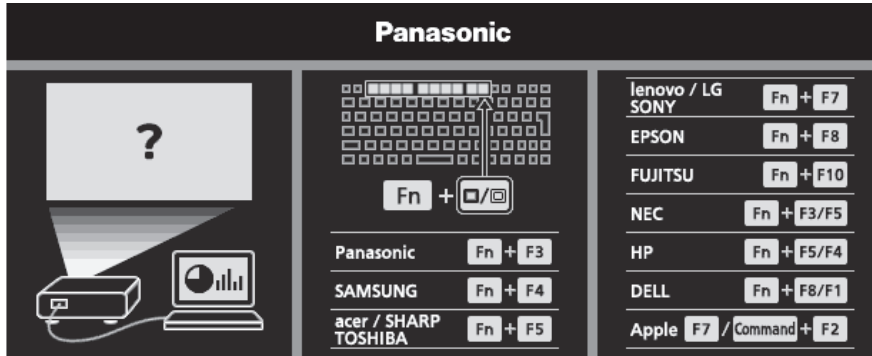 Panasonic
?
Fn + □/回
Panasonic Fn + F3
SAMSUNG Fn + F4
acer / SHARP
TOSHIBA Fn + F5
lenovo / LG
SONY Fn + F7
EPSON Fn + F8
FUJITSU Fn + F10
NEC Fn + F3/F5
HP Fn + F5/F4
DELL Fn + F8/F1
Apple F7 / Command + F2